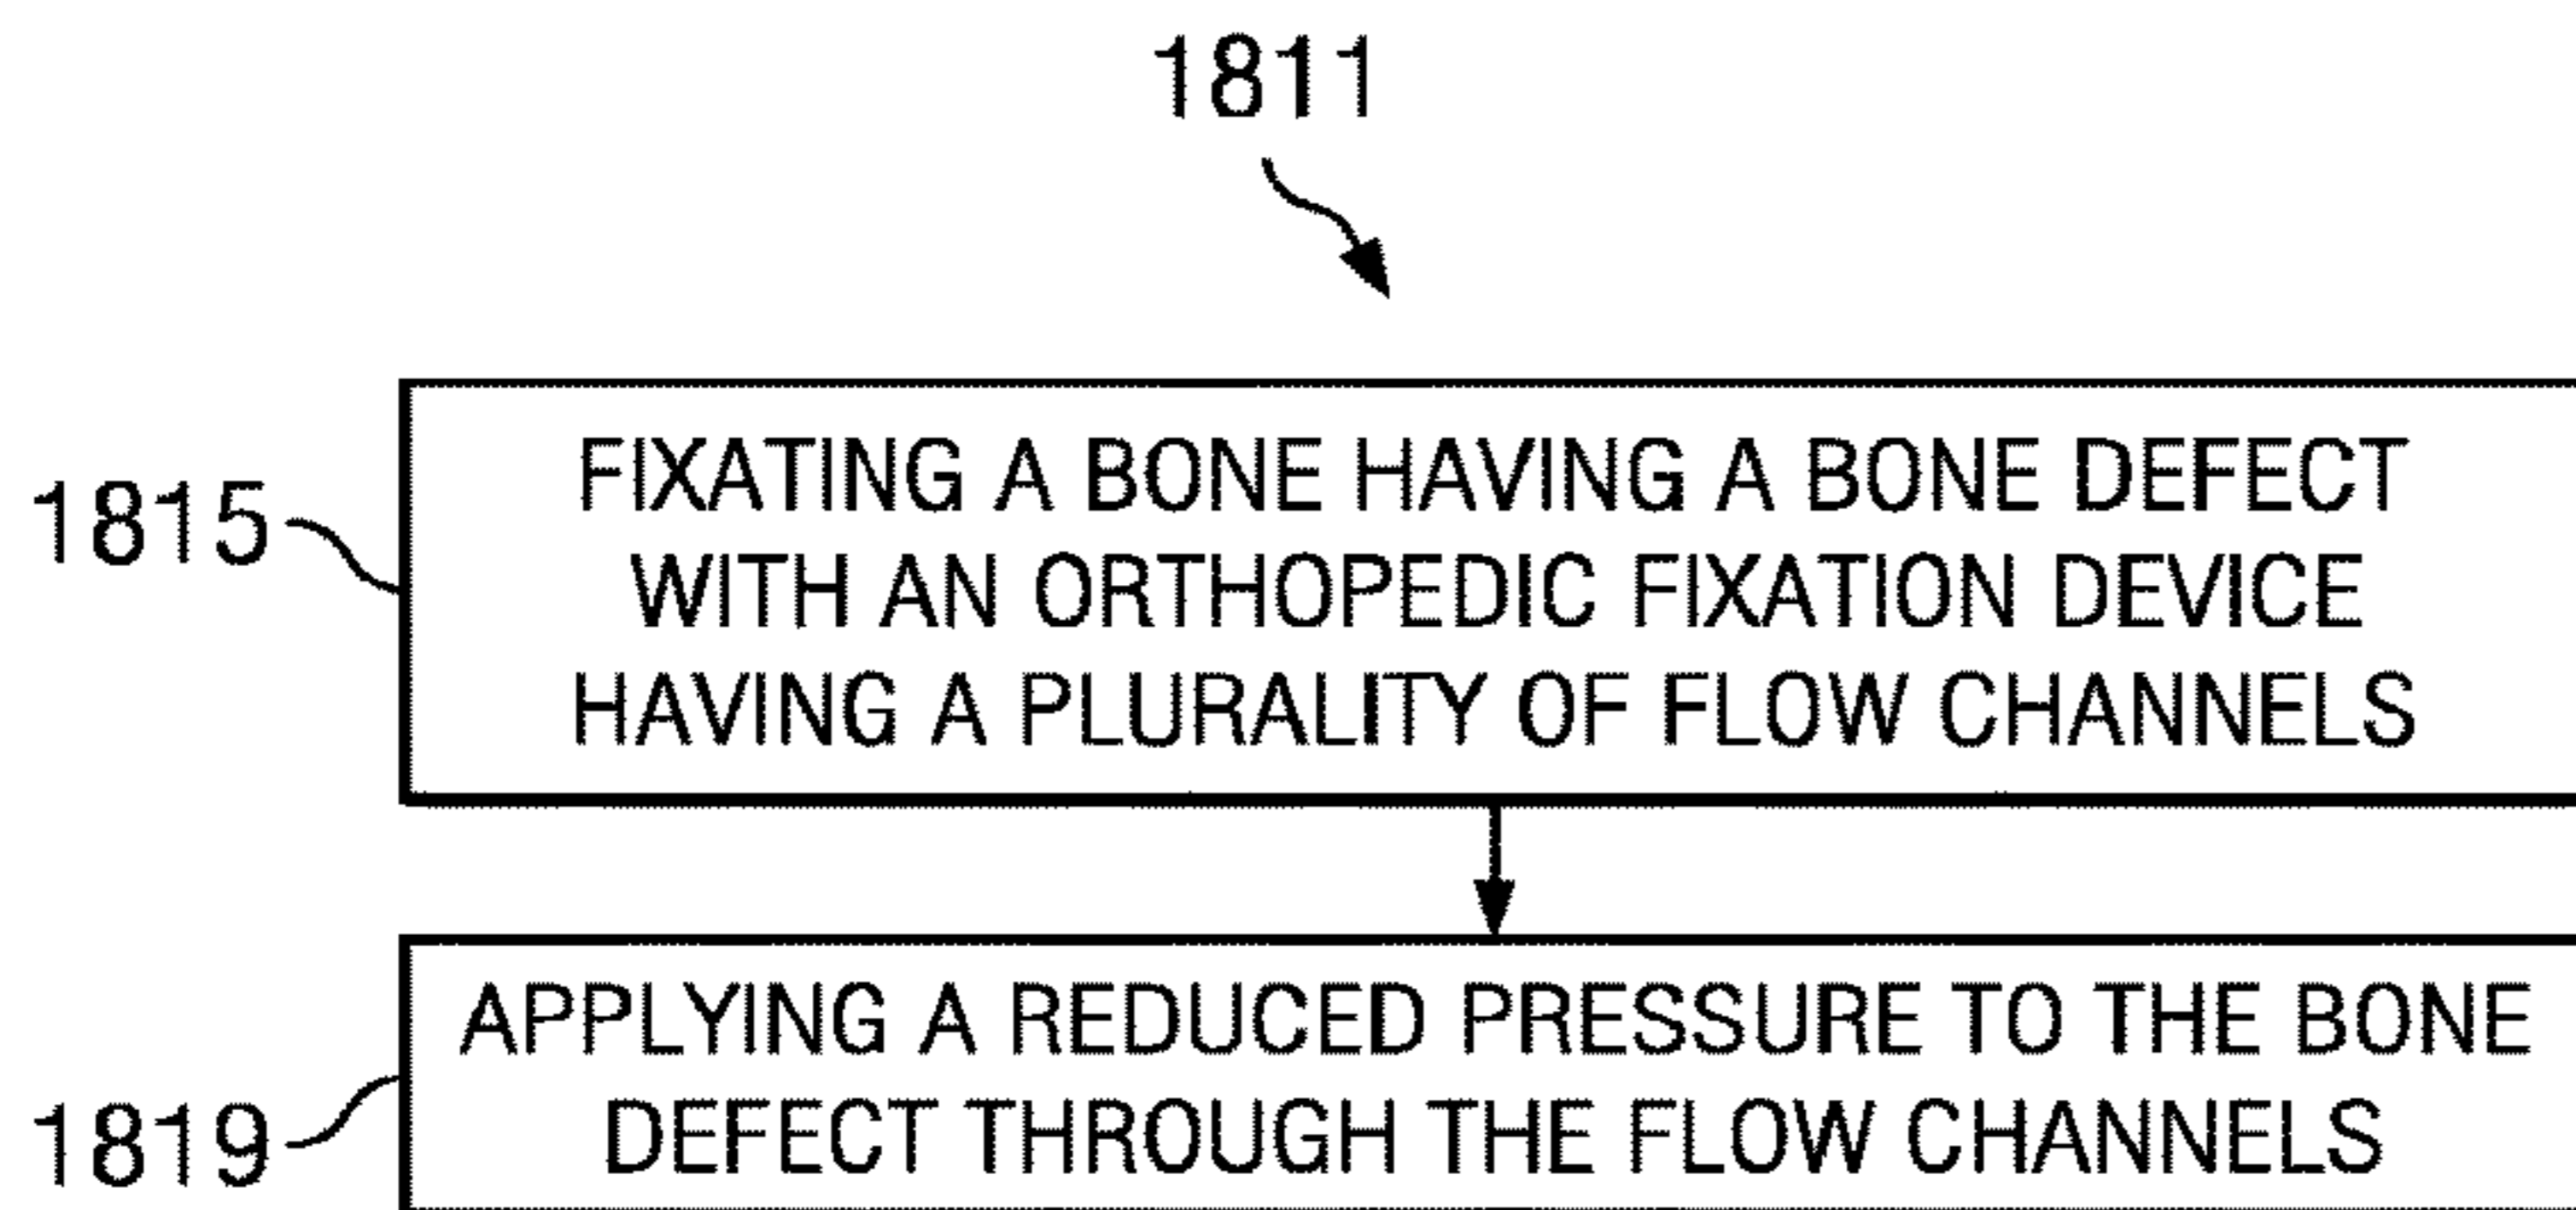 1811
1815
FIXATING A BONE HAVING A BONE DEFECT
WITH AN ORTHOPEDIC FIXATION DEVICE
HAVING A PLURALITY OF FLOW CHANNELS
1819
APPLYING A REDUCED PRESSURE TO THE BONE
DEFECT THROUGH THE FLOW CHANNELS